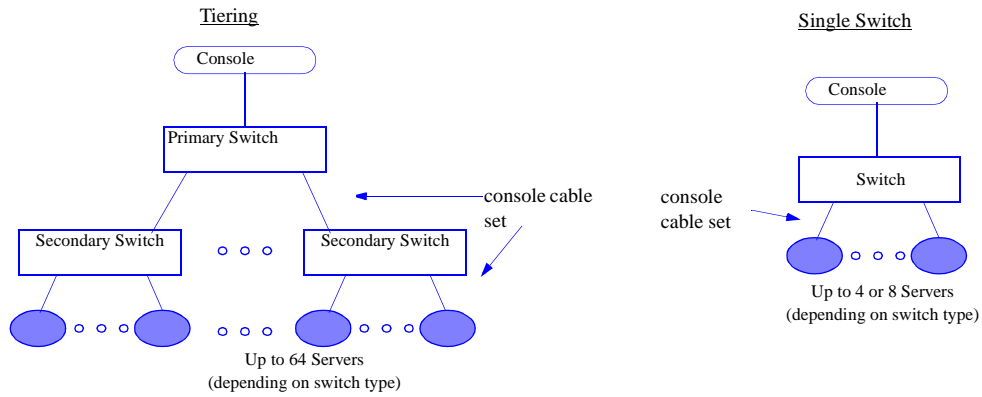 Tiering
Console
Primary Switch
console cable
set
Secondary Switch
Secondary Switch
Up to 64 Servers
(depending on switch type)
Single Switch
Console
Switch
console
cable set
Up to 4 or 8 Servers
(depending on switch type)